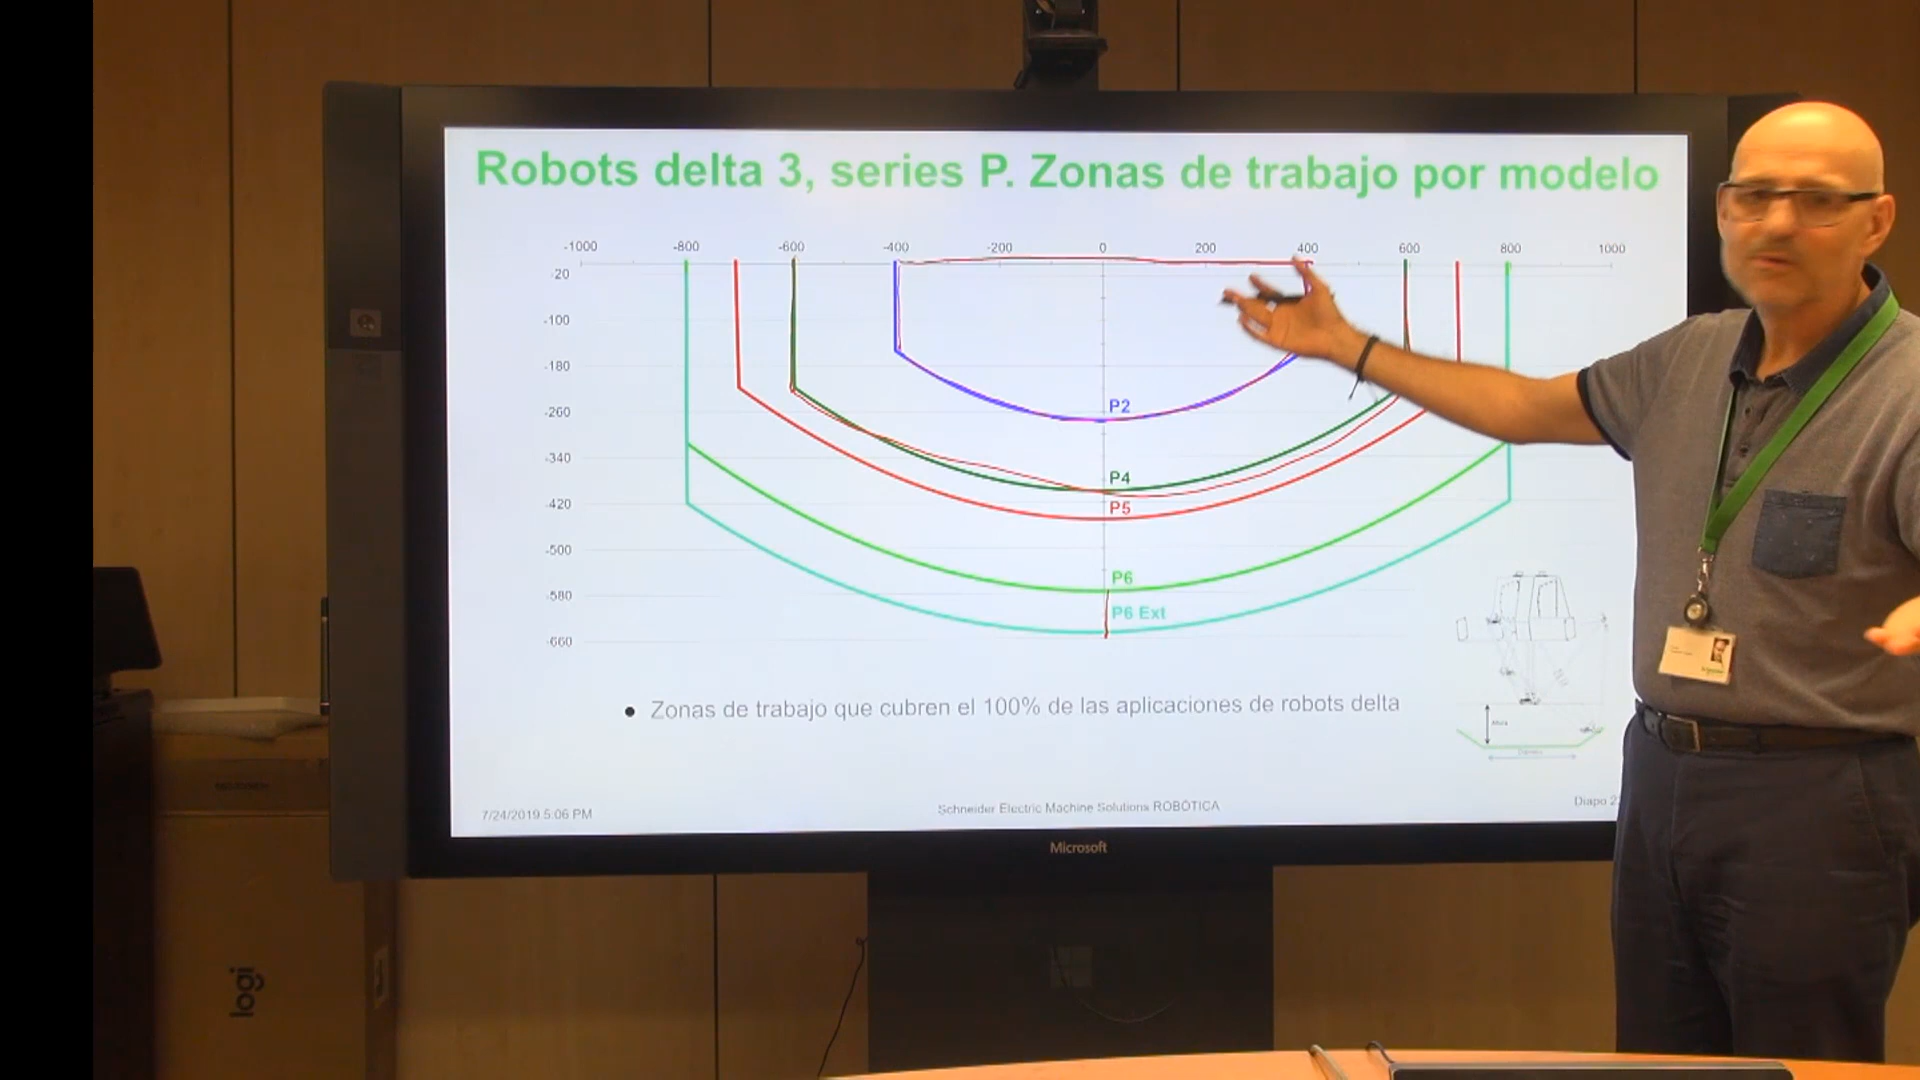 Robots delta 3, series P. Zonas de trabajo por modelo
-1000 -800 -600 -400 -200 0 200 400 600 800 1000
-20
-100
-180
-260
-340
-420
-500
-580
-660
P2
P4
P5
P6
P6 Ext
● Zonas de trabajo que cubren el 100% de las aplicaciones de robots delta
7/24/2019 5:06 PM
Schneider Electric Machine Solutions ROBÓTICA
Diapo
Microsoft
logi